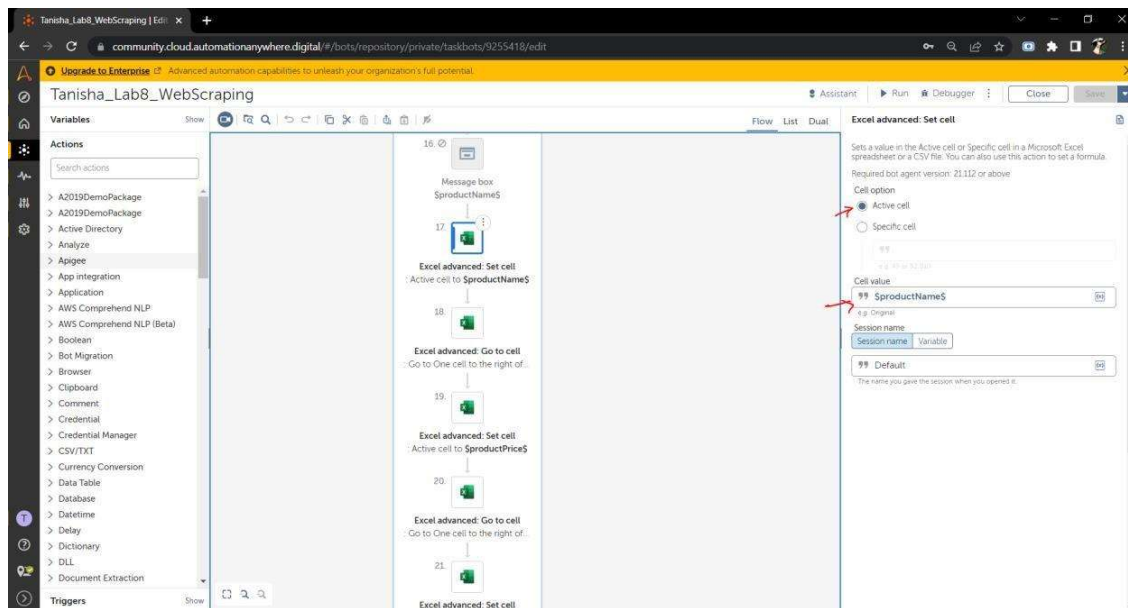 Tanisha_Lab8_WebScraping | Edit
community.cloud.automationanywhere.digital/#/bots/repository/private/taskbots/9255418/edit
Upgrade to Enterprise Advanced automation capabilities to unleash your organization's full potential.
Tanisha_Lab8_WebScraping
Assistant Run Debugger Close Save
Variables Show
Flow List Dual
Actions
Search actions
A2019DemoPackage
A2019DemoPackage
Active Directory
Analyze
Apigee
App integration
Application
AWS Comprehend NLP
AWS Comprehend NLP (Beta)
Boolean
Bot Migration
Browser
Clipboard
Comment
Credential
Credential Manager
CSV/TXT
Currency Conversion
Data Table
Database
Datetime
Delay
Dictionary
DLL
Document Extraction
Triggers Show
T
16.
Message box
$productName$
17.
Excel advanced: Set cell
: Active cell to $productName$
18.
Excel advanced: Go to cell
: Go to One cell to the right of...
19.
Excel advanced: Set cell
: Active cell to $productPrice$
20.
Excel advanced: Go to cell
: Go to One cell to the right of...
21.
Excel advanced: Set cell
Excel advanced: Set cell
Sets a value in the Active cell or Specific cell in a Microsoft Excel
spreadsheet or a CSV file. You can also use this action to set a formula.
Required bot agent version: 21.112 or above
Cell option
Active cell
Specific cell
Cell value
$productName$
e.g. Original
Session name
Session name Variable
Default
The name you gave the session when you opened it.